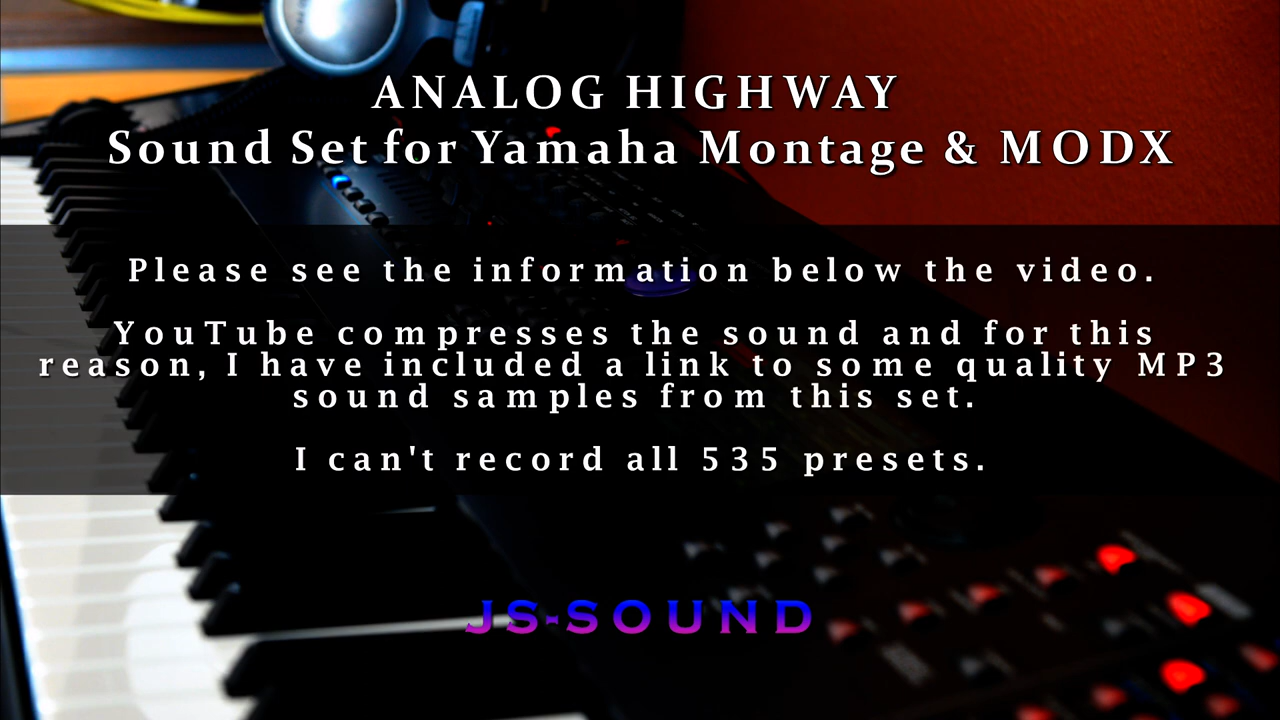 ANALOG HIGHWAY
Sound Set for Yamaha Montage & MODX
Please see the information below the video.
YouTube compresses the sound and for this
reason, I have included a link to some quality MP3
sound samples from this set.
I can't record all 535 presets.
JS-SOUND